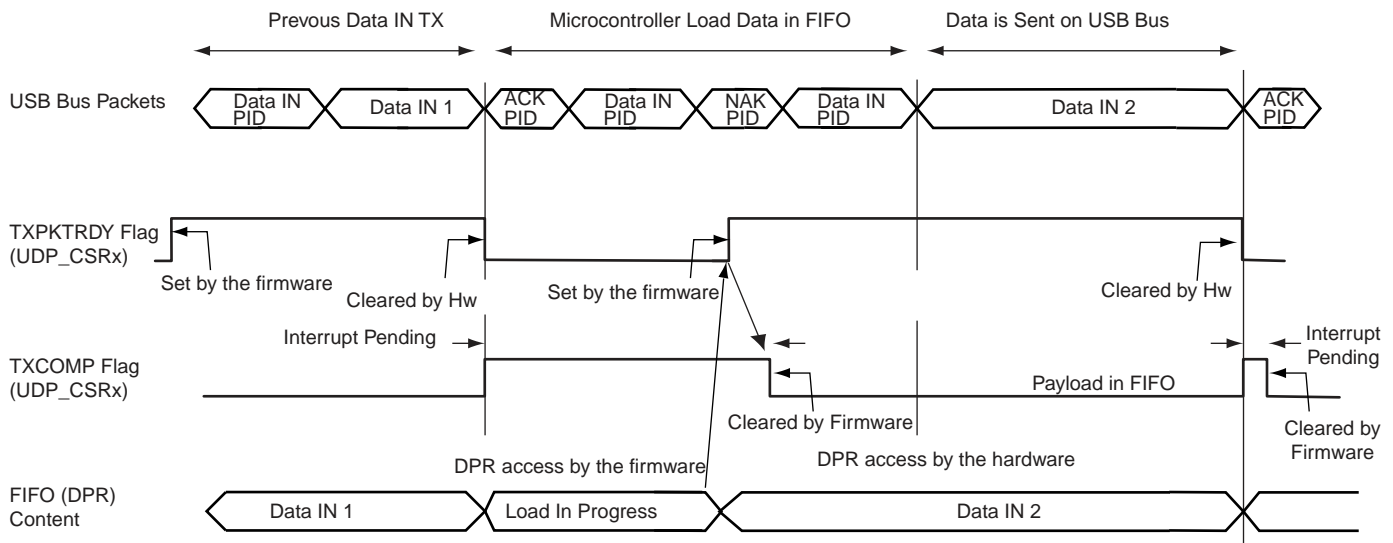 Prevous Data IN TX
Microcontroller Load Data in FIFO
Data is Sent on USB Bus
USB Bus Packets
Data IN
PID
Data IN 1
ACK
PID
Data IN
PID
NAK
PID
Data IN
PID
Data IN 2
ACK
PID
TXPKTRDY Flag
(UDP_CSRx)
Set by the firmware
Cleared by Hw
Set by the firmware
Cleared by Hw
Interrupt Pending
Interrupt
Pending
TXCOMP Flag
(UDP_CSRx)
Payload in FIFO
Cleared by Firmware
Cleared by
Firmware
DPR access by the firmware
DPR access by the hardware
FIFO (DPR)
Content
Data IN 1
Load In Progress
Data IN 2